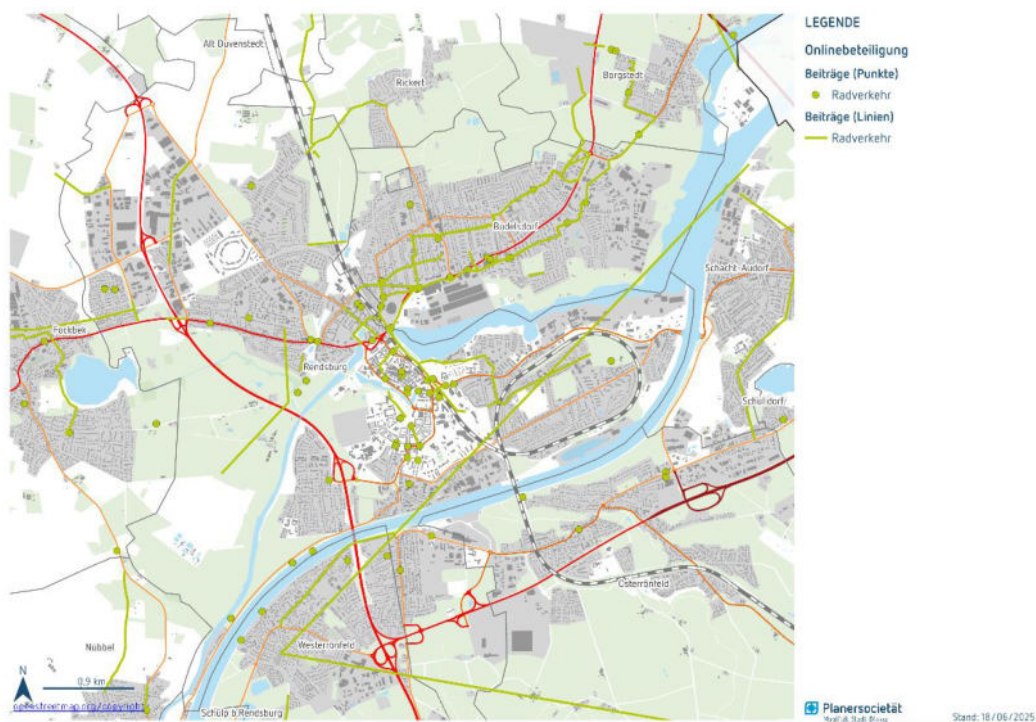 LEGENDE
Onlinebeteiligung
Beiträge (Punkte)
Radverkehr
Beiträge (Linien)
Radverkehr
Alt Duvenstedt
Rickert
Borgstedt
Büdelsdorf
Schacht-Audorf
Fockbek
Rendsburg
Schülldorf
Osterrönfeld
Westerrönfeld
Nübbel
Schülp b.Rendsburg
N
0,9 km
openstreetmap.org/copyright
Planersocietät
Stand: 18/06/2025